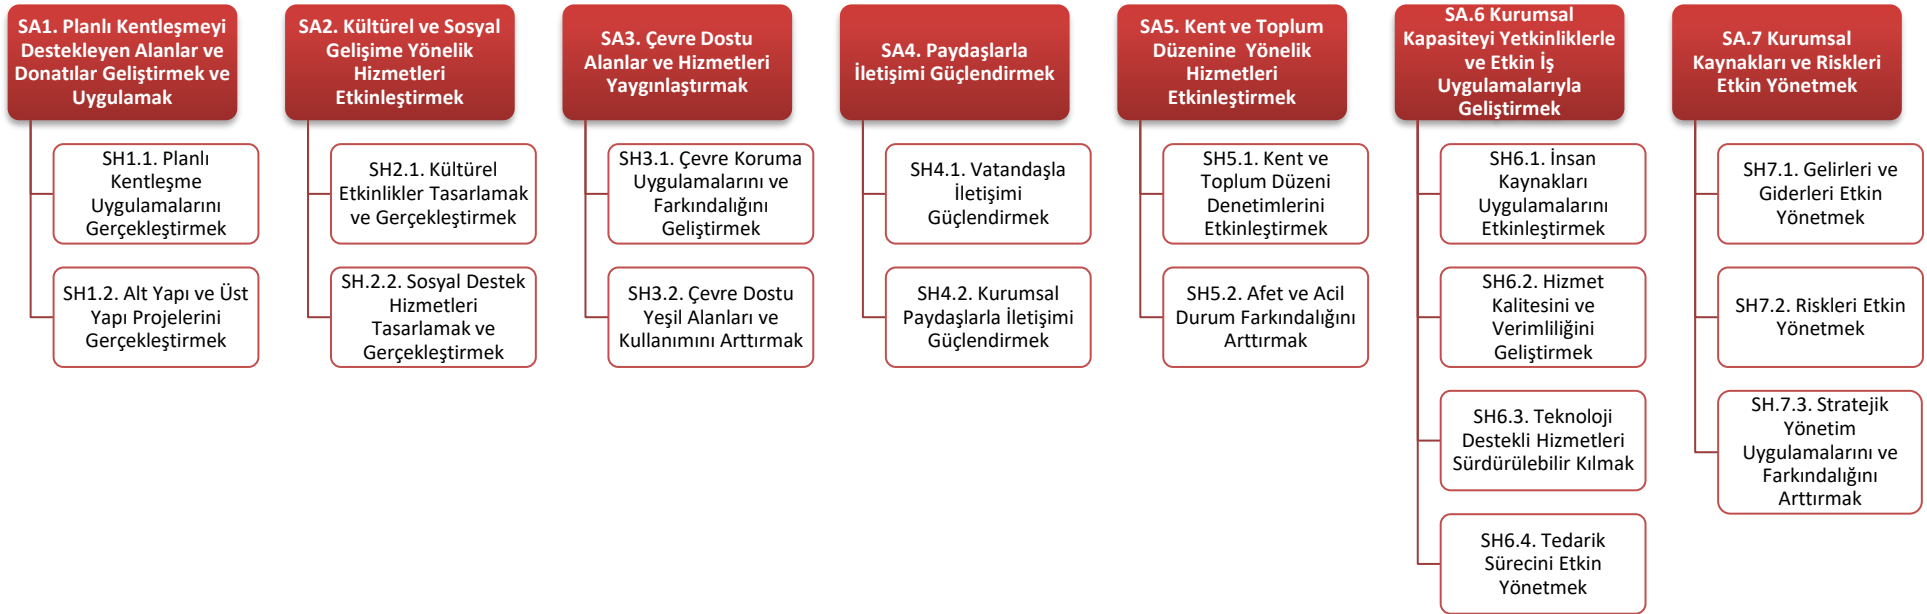 SA1. Planlı Kentleşmeyi
Destekleyen Alanlar ve
Donatılar Geliştirmek ve
Uygulamak
SH1.1. Planlı
Kentleşme
Uygulamalarını
Gerçekleştirmek
SH1.2. Alt Yapı ve Üst
Yapı Projelerini
Gerçekleştirmek
SA2. Kültürel ve Sosyal
Gelişime Yönelik
Hizmetleri
Etkinleştirmek
SH2.1. Kültürel
Etkinlikler Tasarlamak
ve Gerçekleştirmek
SH.2.2. Sosyal Destek
Hizmetleri
Tasarlamak ve
Gerçekleştirmek
SA3. Çevre Dostu
Alanlar ve Hizmetleri
Yaygınlaştırmak
SH3.1. Çevre Koruma
Uygulamalarını ve
Farkındalığını
Geliştirmek
SH3.2. Çevre Dostu
Yeşil Alanları ve
Kullanımını Arttırmak
SA4. Paydaşlarla
İletişimi Güçlendirmek
SH4.1. Vatandaşla
İletişimi
Güçlendirmek
SH4.2. Kurumsal
Paydaşlarla İletişimi
Güçlendirmek
SA5. Kent ve Toplum
Düzenine Yönelik
Hizmetleri
Etkinleştirmek
SH5.1. Kent ve
Toplum Düzeni
Denetimlerini
Etkinleştirmek
SH5.2. Afet ve Acil
Durum Farkındalığını
Arttırmak
SA.6 Kurumsal
Kapasiteyi Yetkinliklerle
ve Etkin İş
Uygulamalarıyla
Geliştirmek
SH6.1. İnsan
Kaynakları
Uygulamalarını
Etkinleştirmek
SH6.2. Hizmet
Kalitesini ve
Verimliliğini
Geliştirmek
SH6.3. Teknoloji
Destekli Hizmetleri
Sürdürülebilir Kılmak
SH6.4. Tedarik
Sürecini Etkin
Yönetmek
SA.7 Kurumsal
Kaynakları ve Riskleri
Etkin Yönetmek
SH7.1. Gelirleri ve
Giderleri Etkin
Yönetmek
SH7.2. Riskleri Etkin
Yönetmek
SH.7.3. Stratejik
Yönetim
Uygulamalarını ve
Farkındalığını
Arttırmak